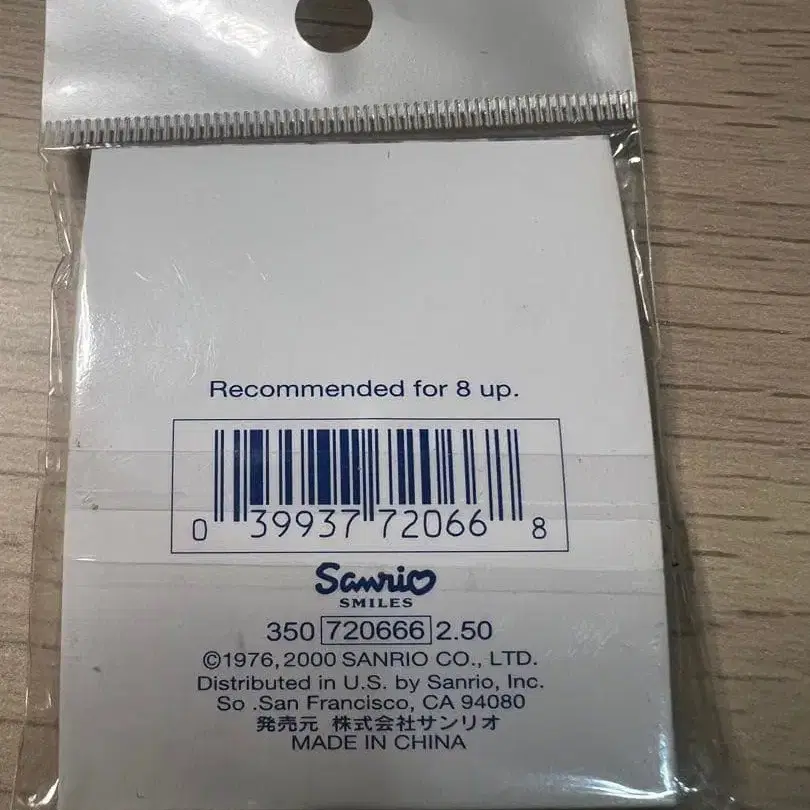 Recommended for 8 up.
0 39937 72066 8
Sanrio
SMILES
350 720666 2.50
©1976, 2000 SANRIO CO., LTD.
Distributed in U.S. by Sanrio, Inc.
So .San Francisco, CA 94080
発売元 株式会社サンリオ
MADE IN CHINA